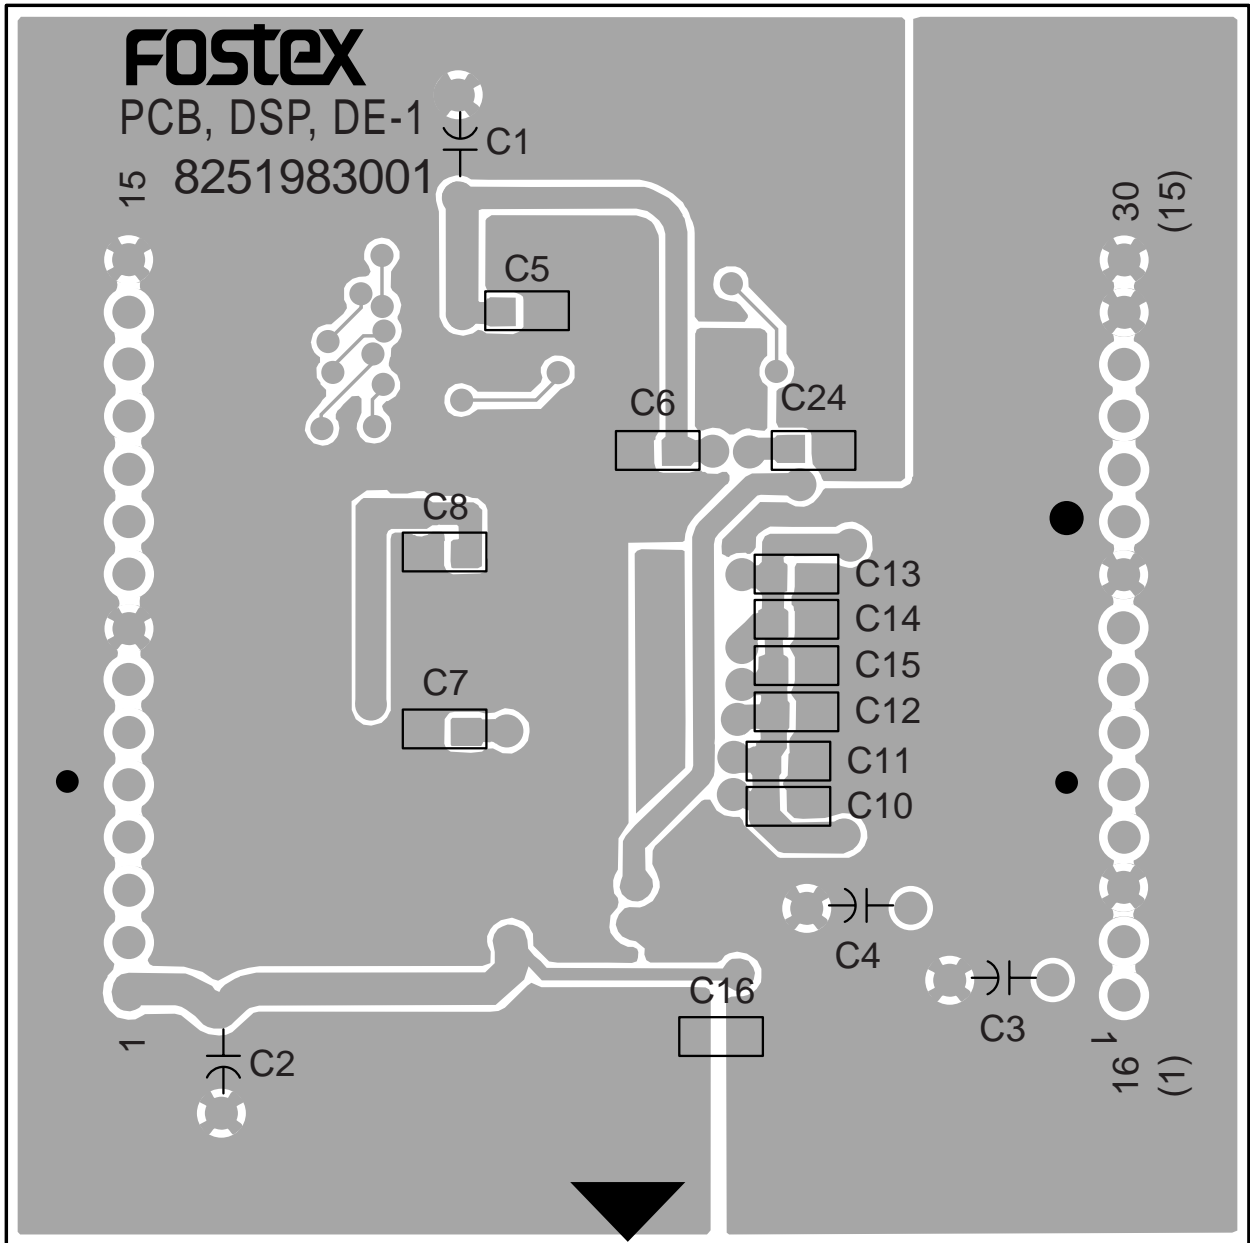 FOSTEX
PCB, DSP, DE-1
8251983001
C1
15
30
(15)
C5
C6
C24
C8
C13
C14
C15
C12
C7
C11
C10
C4
C16
C3
1
C2
1
16
(1)